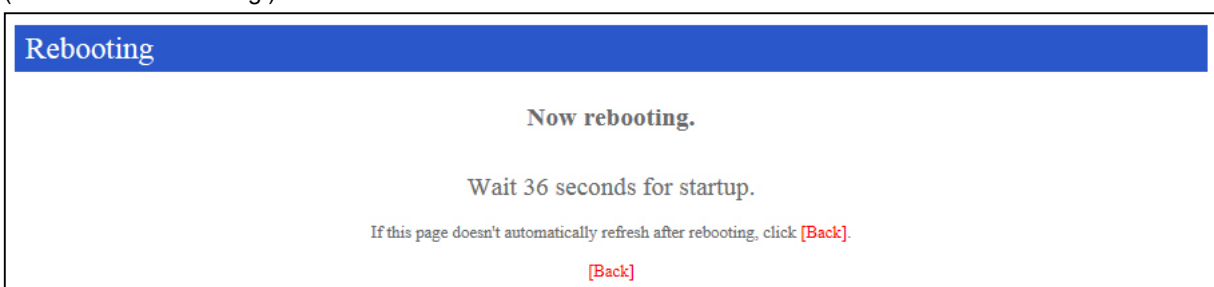 Rebooting
Now rebooting.
Wait 36 seconds for startup.
If this page doesn't automatically refresh after rebooting, click [Back].
[Back]